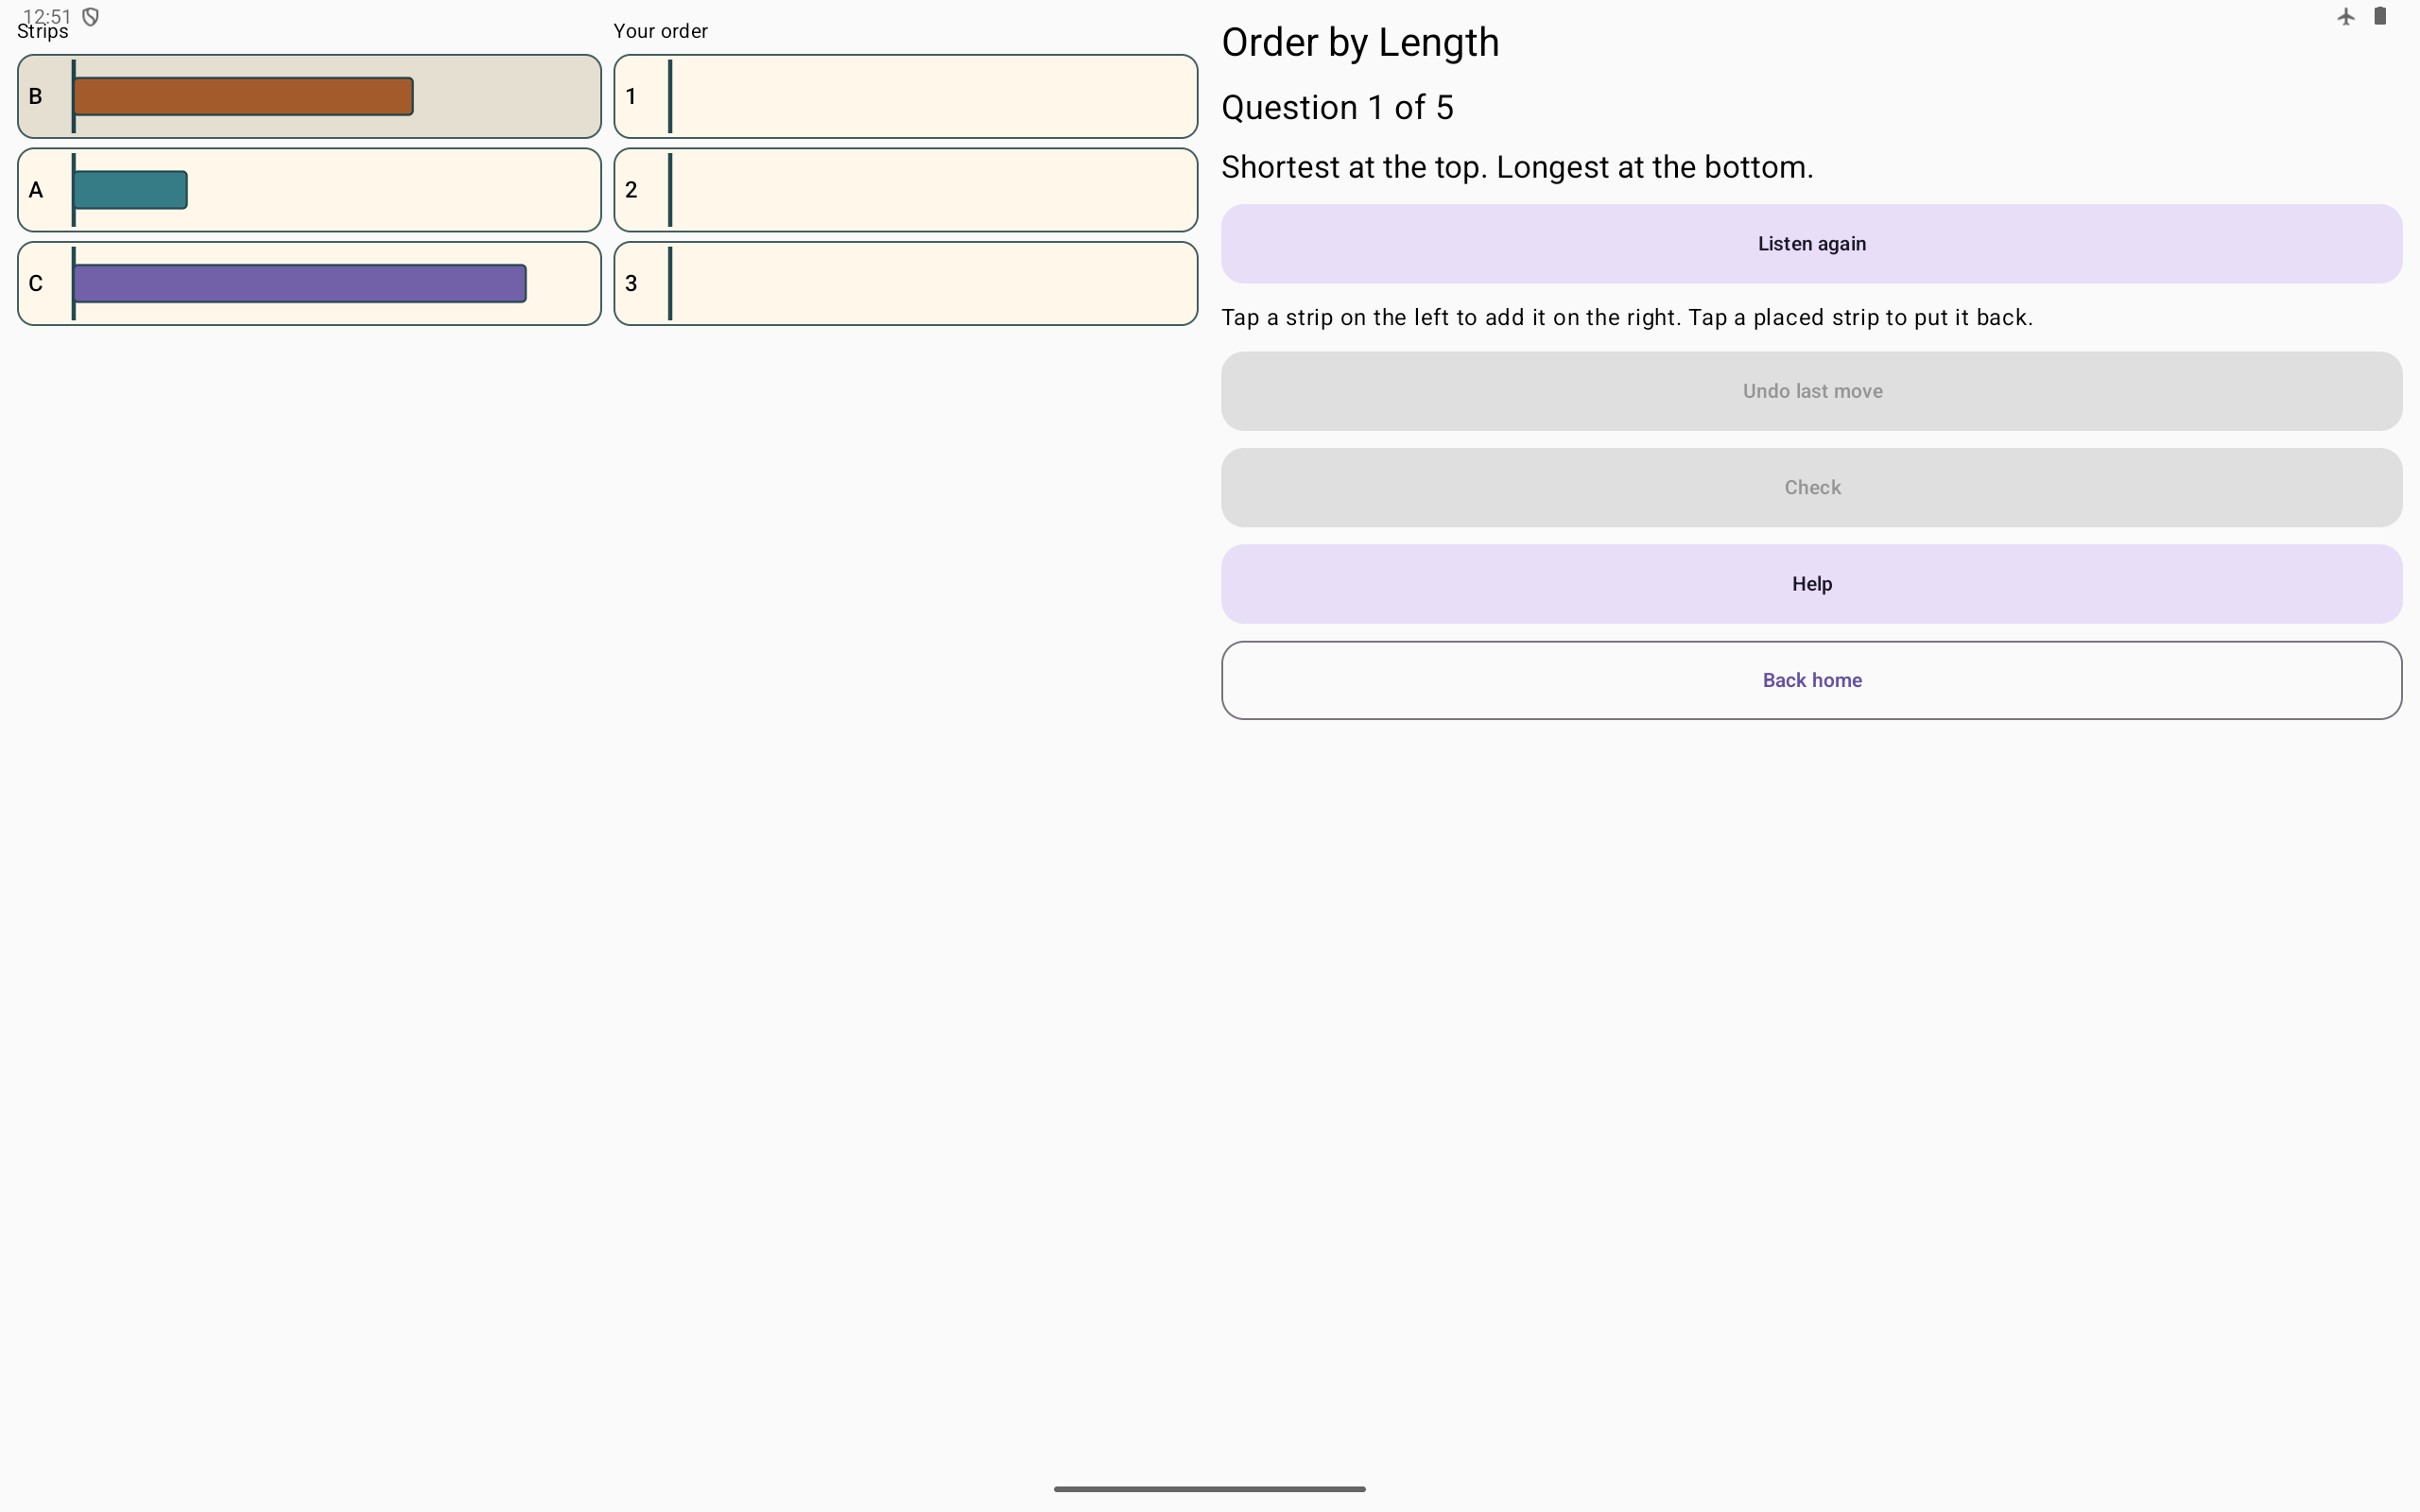 12:51
Strips
B
A
C
Your order
1
2
3
Order by Length
Question 1 of 5
Shortest at the top. Longest at the bottom.
Listen again
Tap a strip on the left to add it on the right. Tap a placed strip to put it back.
Undo last move
Check
Help
Back home